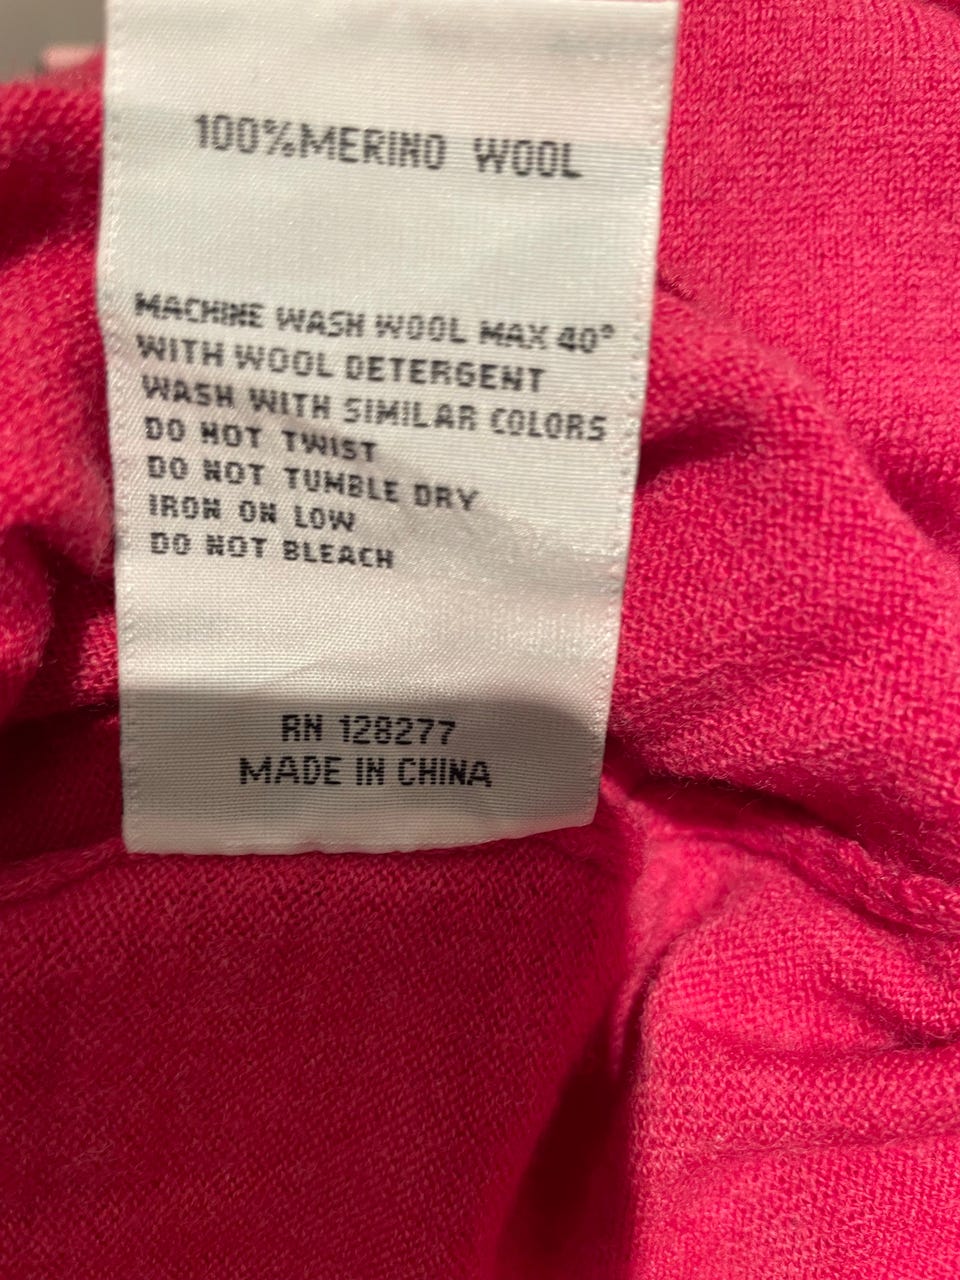 100%MERINO WOOL
MACHINE WASH WOOL MAX 40°
WITH WOOL DETERGENT
WASH WITH SIMILAR COLORS
DO NOT TWIST
DO NOT TUMBLE DRY
IRON ON LOW
DO NOT BLEACH
RN 128277
MADE IN CHINA